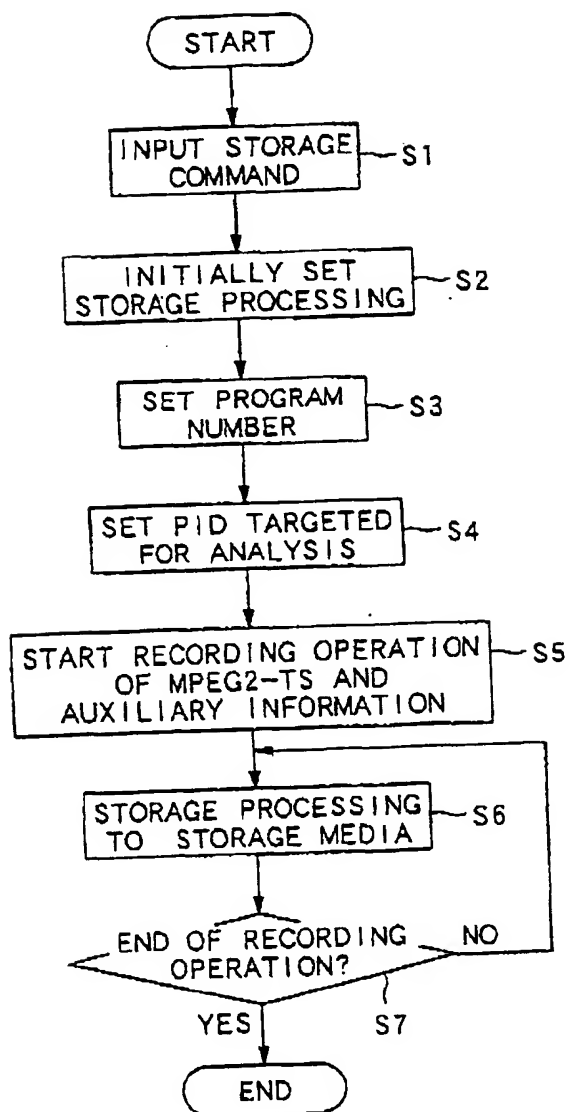 START
INPUT STORAGE
COMMAND
S1
INITIALLY SET
STORAGE PROCESSING
S2
SET PROGRAM
NUMBER
S3
SET PID TARGETED
FOR ANALYSIS
S4
START RECORDING OPERATION
OF MPEG2-TS AND
AUXILIARY INFORMATION
S5
STORAGE PROCESSING
TO STORAGE MEDIA
S6
END OF RECORDING
OPERATION?
NO
S7
YES
END